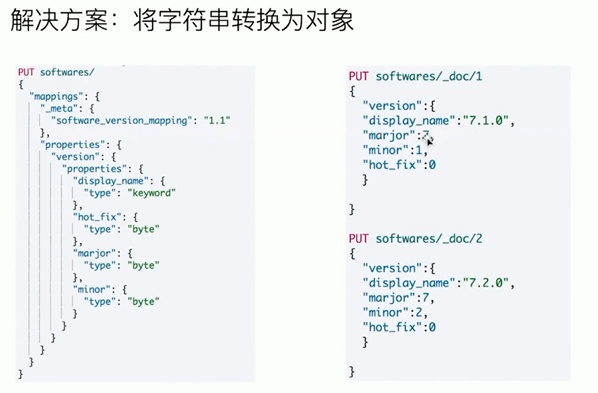 解决方案：将字符串转换为对象
PUT softwares/
{
"mappings": {
"_meta": {
"software_version_mapping": "1.1"
},
"properties": {
"version": {
"properties": {
"display_name": {
"type": "keyword"
},
"hot_fix": {
"type": "byte"
},
"marjor": {
"type": "byte"
},
"minor": {
"type": "byte"
}
}
}
}
}
}
PUT softwares/_doc/1
{
"version":{
"display_name":"7.1.0",
"marjor":7,
"minor":1,
"hot_fix":0
}
}
PUT softwares/_doc/2
{
"version":{
"display_name":"7.2.0",
"marjor":7,
"minor":2,
"hot_fix":0
}
}